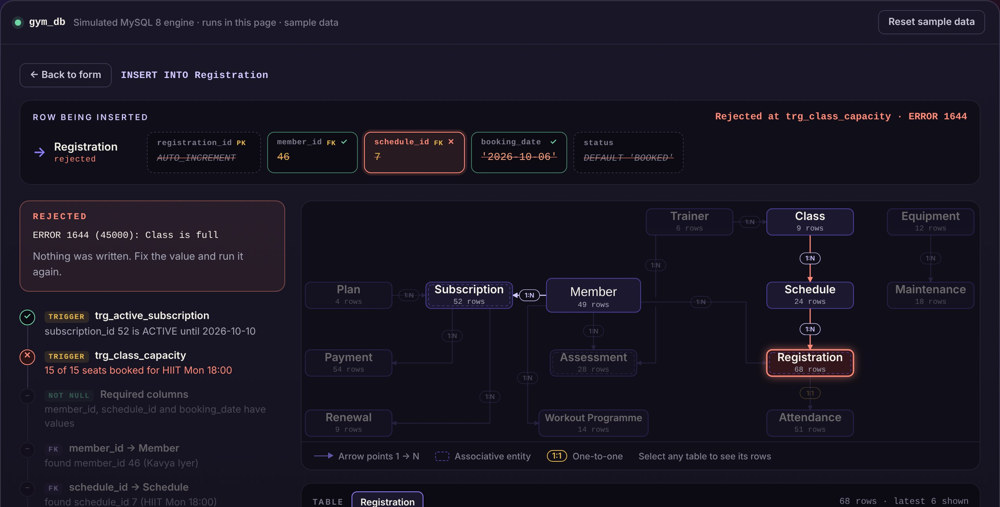 gym_db Simulated MySQL 8 engine · runs in this page · sample data
Reset sample data
← Back to form
INSERT INTO Registration
ROW BEING INSERTED
Rejected at trg_class_capacity · ERROR 1644
→ Registration
rejected
registration_id PK
AUTO_INCREMENT
member_id FK ✓
46
schedule_id FK ✕
7
booking_date ✓
'2026-10-06'
status
DEFAULT 'BOOKED'
REJECTED
ERROR 1644 (45000): Class is full
Nothing was written. Fix the value and run it
again.
TRIGGER trg_active_subscription
subscription_id 52 is ACTIVE until 2026-10-10
TRIGGER trg_class_capacity
15 of 15 seats booked for HIIT Mon 18:00
NOT NULL Required columns
member_id, schedule_id and booking_date have
values
FK member_id → Member
found member_id 46 (Kavya Iyer)
FK schedule_id → Schedule
found schedule_id 7 (HIIT Mon 18:00)
Trainer
6 rows
1:N
Class
9 rows
Equipment
12 rows
1:N
1:N
1:N
Plan
4 rows
1:N
Subscription
52 rows
1:N
Member
49 rows
1:N
Schedule
24 rows
Maintenance
18 rows
1:N
1:N
1:N
Payment
54 rows
Assessment
28 rows
Registration
68 rows
1:N
1:N
1:1
Renewal
9 rows
Workout Programme
14 rows
Attendance
51 rows
Arrow points 1 → N
Associative entity
1:1 One-to-one
Select any table to see its rows
TABLE Registration
68 rows · latest 6 shown